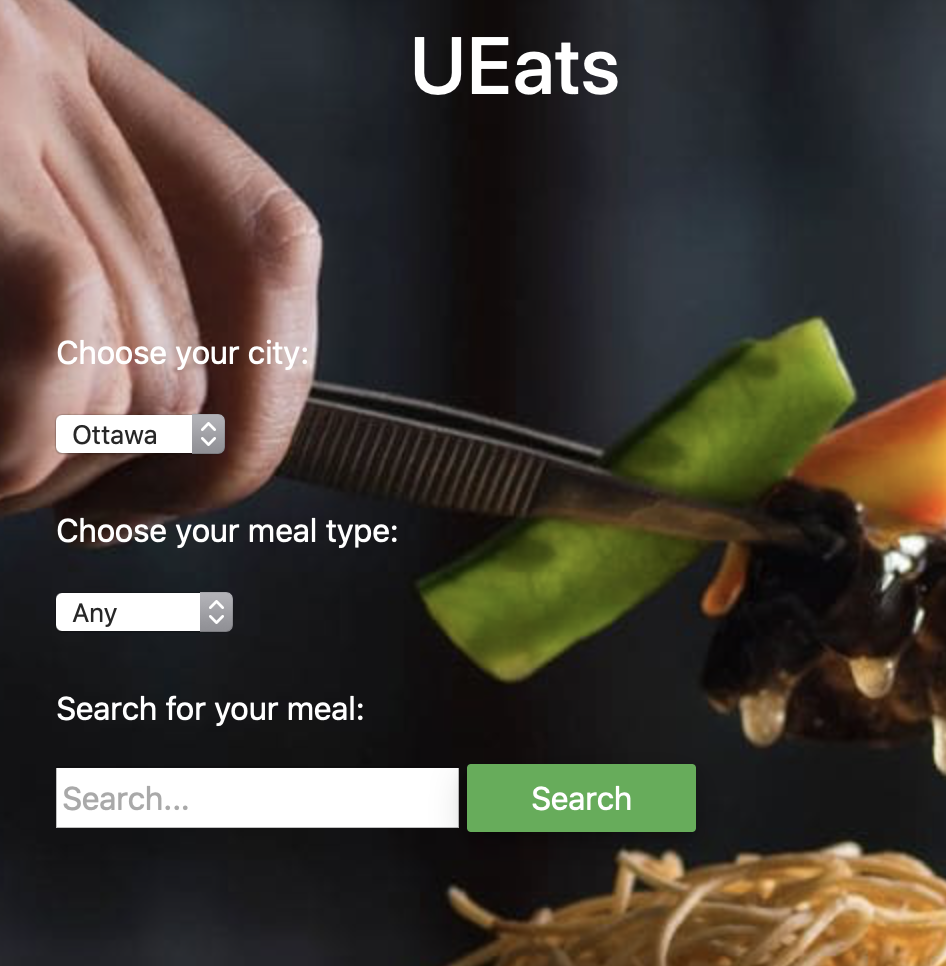 UEats
Choose your city:
Ottawa
Choose your meal type:
Any
Search for your meal:
Search...
Search